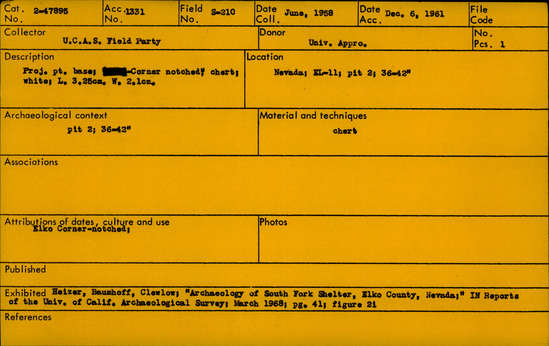 Cat. No. 2-47895 Acc. No. 1331 Field No. S-210 Date Coll. June, 1958 Date Acc. Dec. 6, 1961 File Code
Collector U.C.A.S. Field Party
Donor Univ. Appro.
No. Pcs. 1
Description
Proj. pt. base; Corner notched; chert;
white; L. 3.25cm. W. 2.1cm.
Location
Nevada; EL-11; pit 2; 36-42"
Archaeological context
pit 2; 36-42"
Material and techniques
chert
Associations
Attributions of dates, culture and use
Elko Corner-notched;
Photos
Published
Exhibited Heizer, Baumhoff, Clewlow; "Archaeology of South Fork Shelter, Elko County, Nevada;" IN Reports
of the Univ. of Calif. Archaeological Survey; March 1968; pg. 41; figure 2i
References